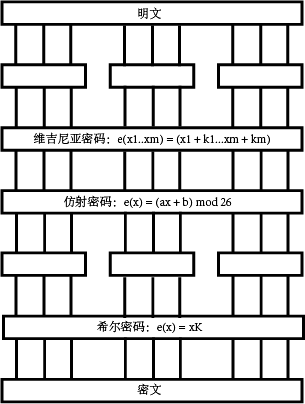 明文
维吉尼亚密码：e(x1..xm) = (x1 + k1...xm + km)
仿射密码：e(x) = (ax + b) mod 26
希尔密码：e(x) = xK
密文